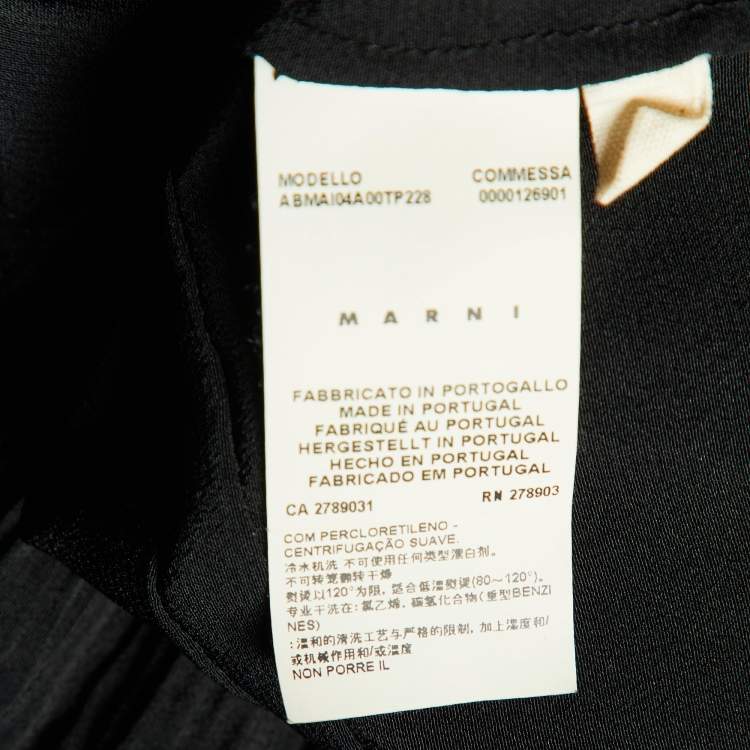 MODELLO COMMESSA
ABMAI04A00TP228 0000126901
MARNI
FABBRICATO IN PORTOGALLO
MADE IN PORTUGAL
FABRIQUÉ AU PORTUGAL
HERGESTELLT IN PORTUGAL
HECHO EN PORTUGAL
FABRICADO EM PORTUGAL
CA 2789031 RN 278903
COM PERCLORETILENO -
CENTRIFUGAÇÃO SUAVE.
冷水机洗 不可使用任何类型漂白剂。
不可转笼翻转干燥
熨烫以120°为限，适合低温熨烫(80～120°)。
专业干洗在：氯乙烯，碳氢化合物(重型BENZI
NES)
:温和的清洗工艺与严格的限制，加上湿度和/
或机械作用和/或温度
NON PORRE IL